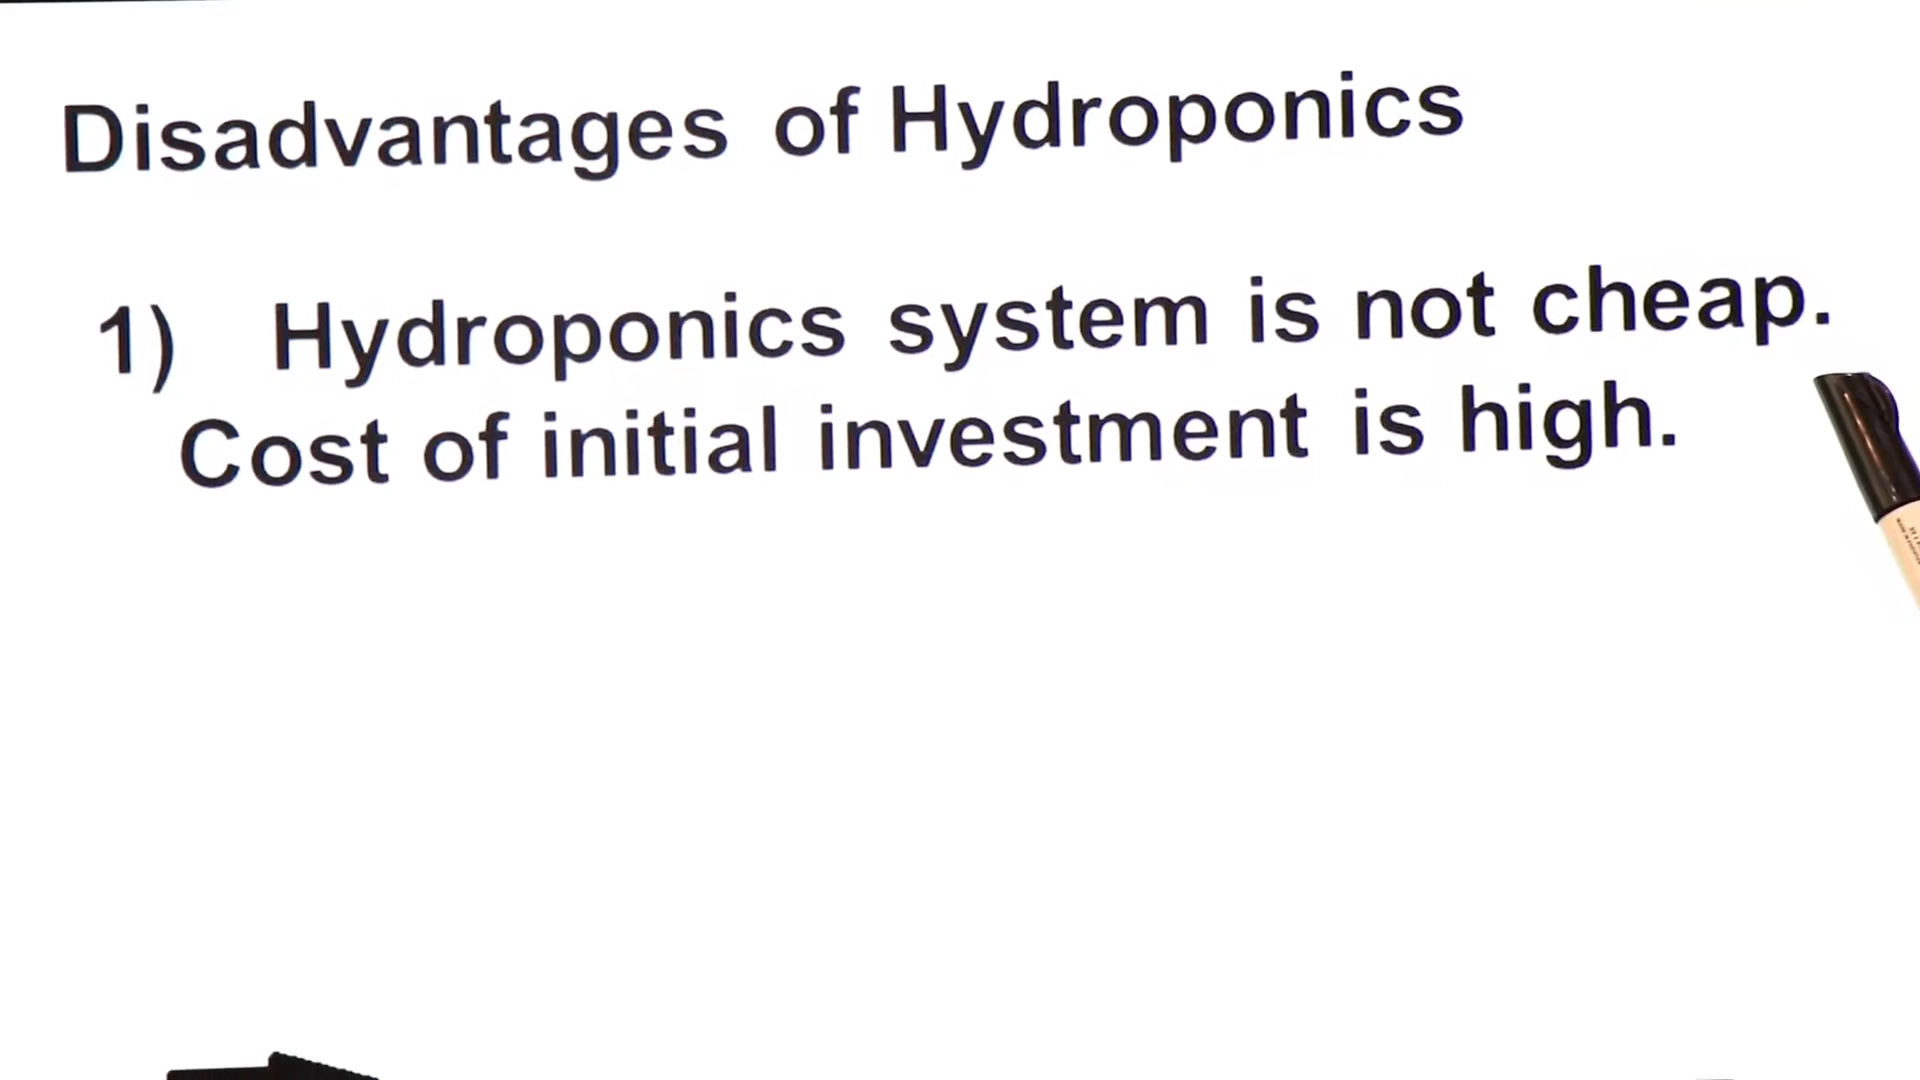 Disadvantages of Hydroponics
1) Hydroponics system is not cheap.
Cost of initial investment is high.